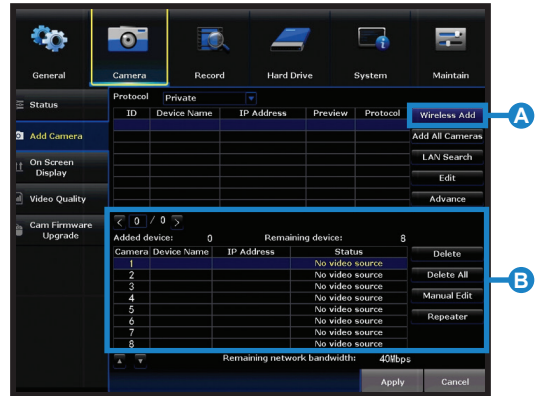 General Camera Record Hard Drive System Maintain
Status
Add Camera
On Screen
Display
Video Quality
Cam Firmware
Upgrade
Protocol Private
ID Device Name IP Address Preview Protocol
Wireless Add
A
Add All Cameras
LAN Search
Edit
Advance
< 0 / 0 >
Added device: 0 Remaining device: 8
Camera Device Name IP Address Status
1 No video source
2 No video source
3 No video source
4 No video source
5 No video source
6 No video source
7 No video source
8 No video source
Delete
Delete All
B
Manual Edit
Repeater
Remaining network bandwidth: 40Mbps
Apply Cancel